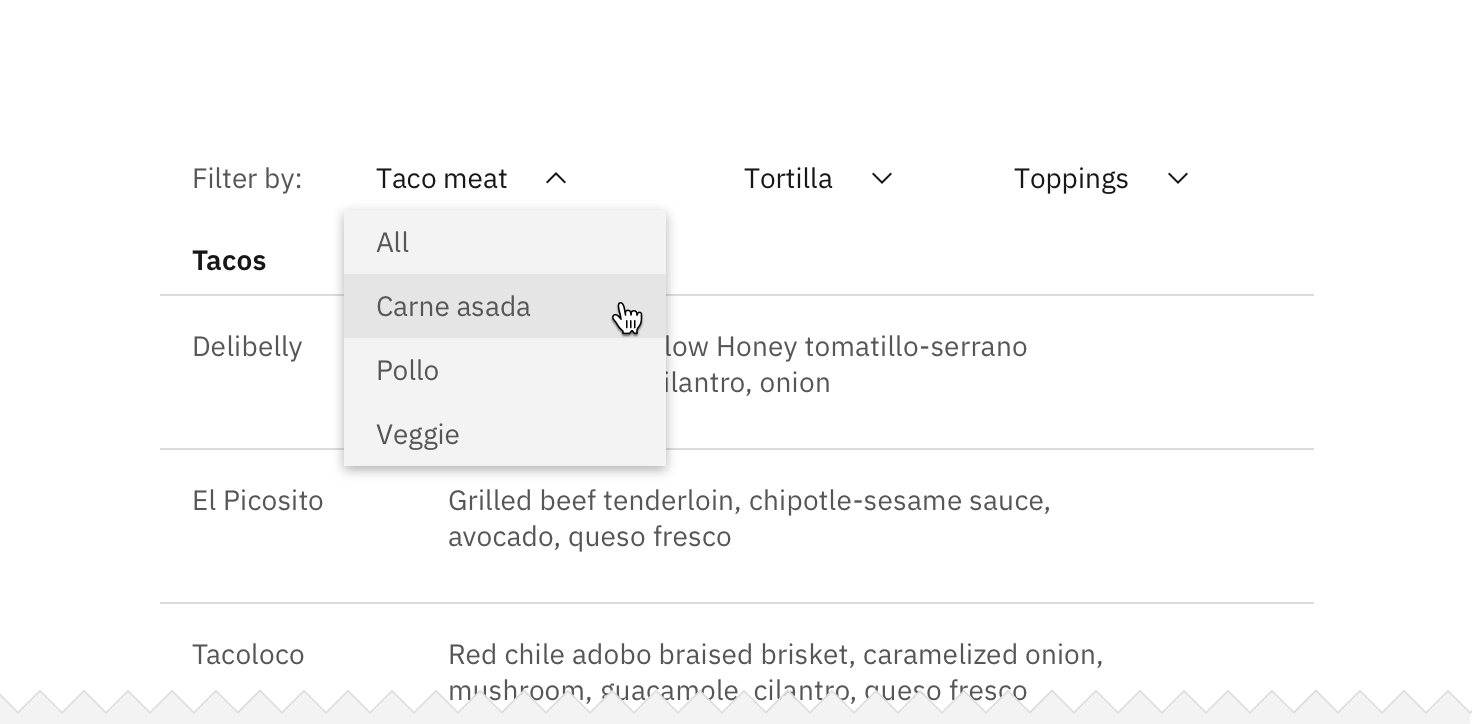 Filter by: Taco meat Tortilla Toppings
All
Tacos
Carne asada
Delibelly low Honey tomatillo-serrano
Pollo ilantro, onion
Veggie
El Picosito Grilled beef tenderloin, chipotle-sesame sauce,
avocado, queso fresco
Tacoloco Red chile adobo braised brisket, caramelized onion,
mushroom, guacamole, cilantro, queso fresco